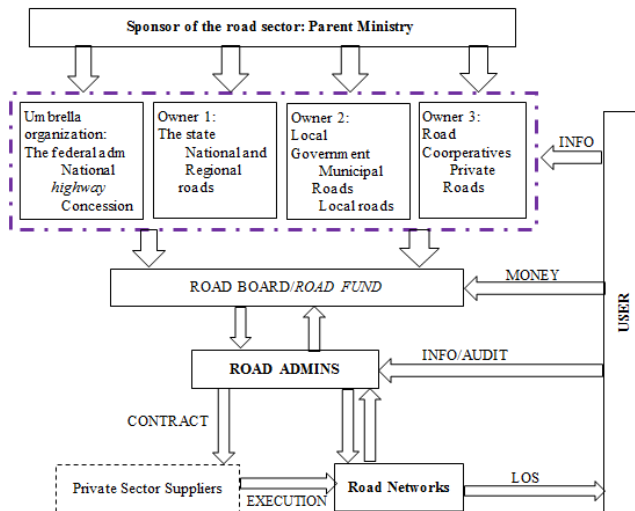 Sponsor of the road sector: Parent Ministry
Umbrella
organization:
The federal adm
National
highway
Concession
Owner 1:
The state
National and
Regional
roads
Owner 2:
Local
Government
Municipal
Roads
Local roads
Owner 3:
Road
Coorperatives
Private
Roads
INFO
ROAD BOARD/ROAD FUND
MONEY
USER
ROAD ADMINS
INFO/AUDIT
CONTRACT
Private Sector Suppliers
EXECUTION
Road Networks
LOS